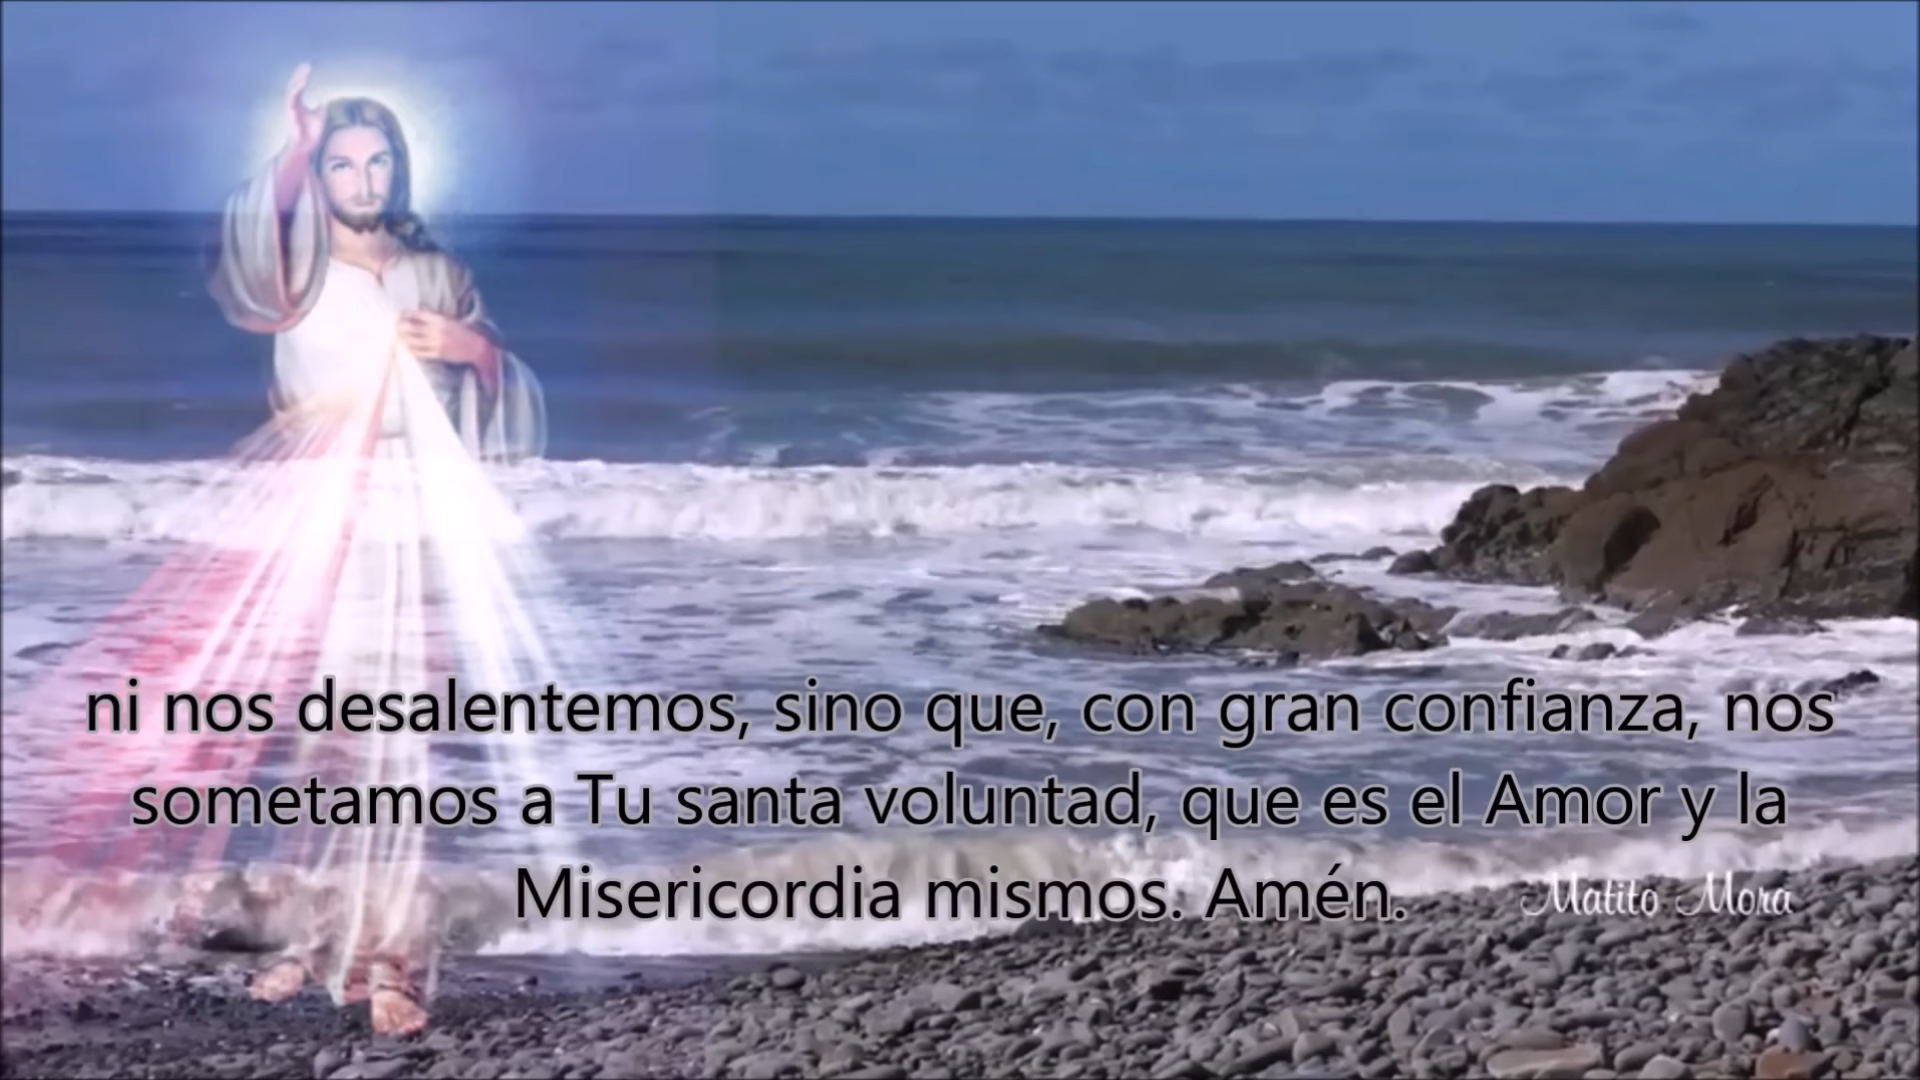 ni nos desalentemos, sino que, con gran confianza, nos
sometamos a Tu santa voluntad, que es el Amor y la
Misericordia mismos. Amén.
Matito Mora